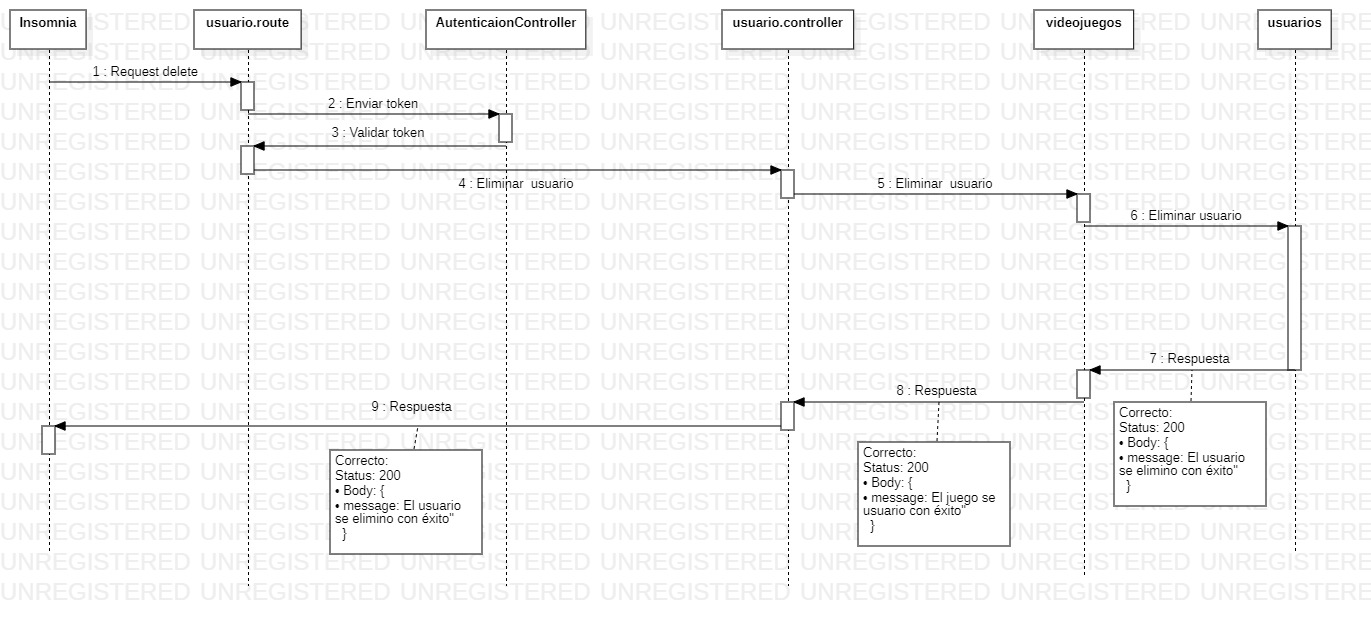 Insomnia
usuario.route
AutenticaionController
usuario.controller
videojuegos
usuarios
1 : Request delete
2 : Enviar token
3 : Validar token
4 : Eliminar  usuario
5 : Eliminar  usuario
6 : Eliminar usuario
7 : Respuesta
8 : Respuesta
9 : Respuesta
Correcto:
Status: 200
• Body: {
• message: El usuario
se elimino con éxito"
}
Correcto:
Status: 200
• Body: {
• message: El juego se
usuario con éxito"
}
Correcto:
Status: 200
• Body: {
• message: El usuario
se elimino con éxito"
}
UNREGISTERED